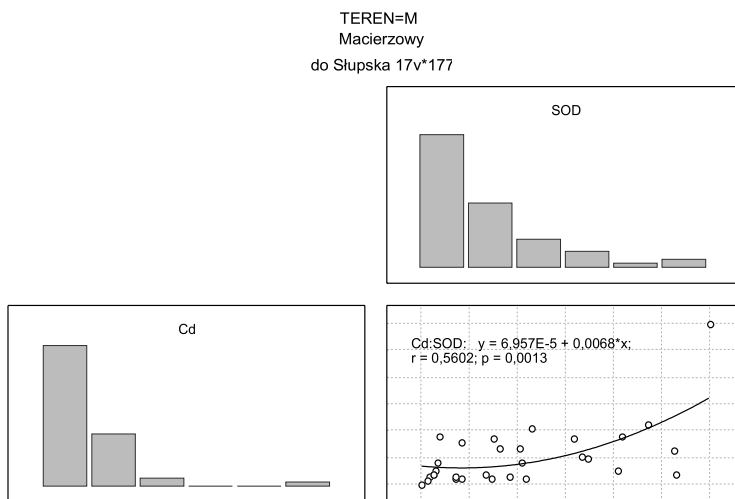 TEREN=M
Macierzowy
do Słupska 17v*177
SOD
Cd
Cd:SOD: y = 6,957E-5 + 0,0068*x;
r = 0,5602; p = 0,0013